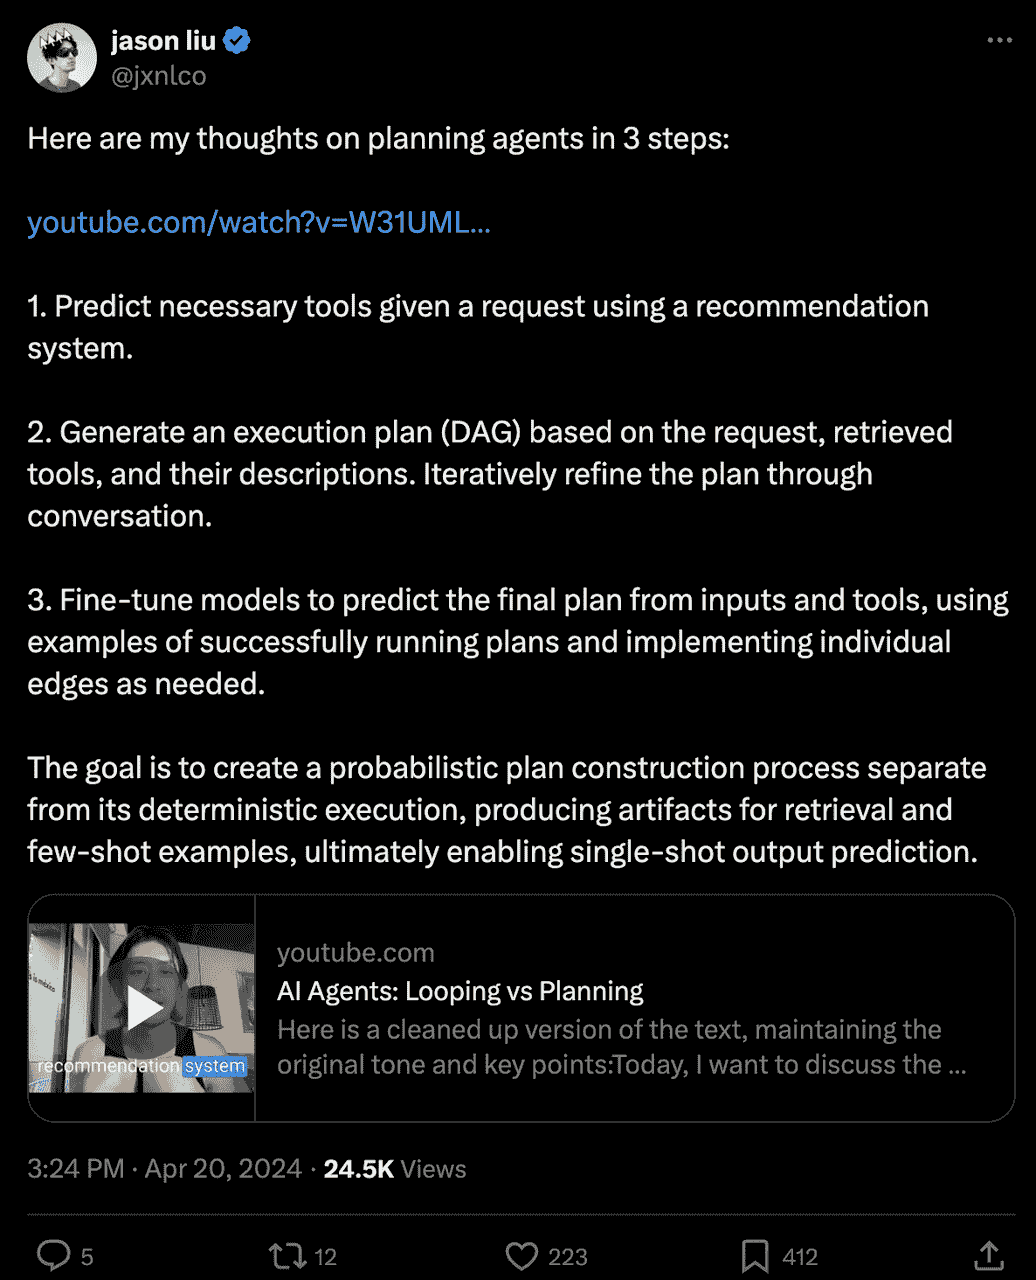 jason liu
@jxnlco
Here are my thoughts on planning agents in 3 steps:
youtube.com/watch?v=W31UML...
1. Predict necessary tools given a request using a recommendation
system.
2. Generate an execution plan (DAG) based on the request, retrieved
tools, and their descriptions. Iteratively refine the plan through
conversation.
3. Fine-tune models to predict the final plan from inputs and tools, using
examples of successfully running plans and implementing individual
edges as needed.
The goal is to create a probabilistic plan construction process separate
from its deterministic execution, producing artifacts for retrieval and
few-shot examples, ultimately enabling single-shot output prediction.
recommendation system
youtube.com
AI Agents: Looping vs Planning
Here is a cleaned up version of the text, maintaining the
original tone and key points:Today, I want to discuss the ...
3:24 PM · Apr 20, 2024 · 24.5K Views
5 12 223 412